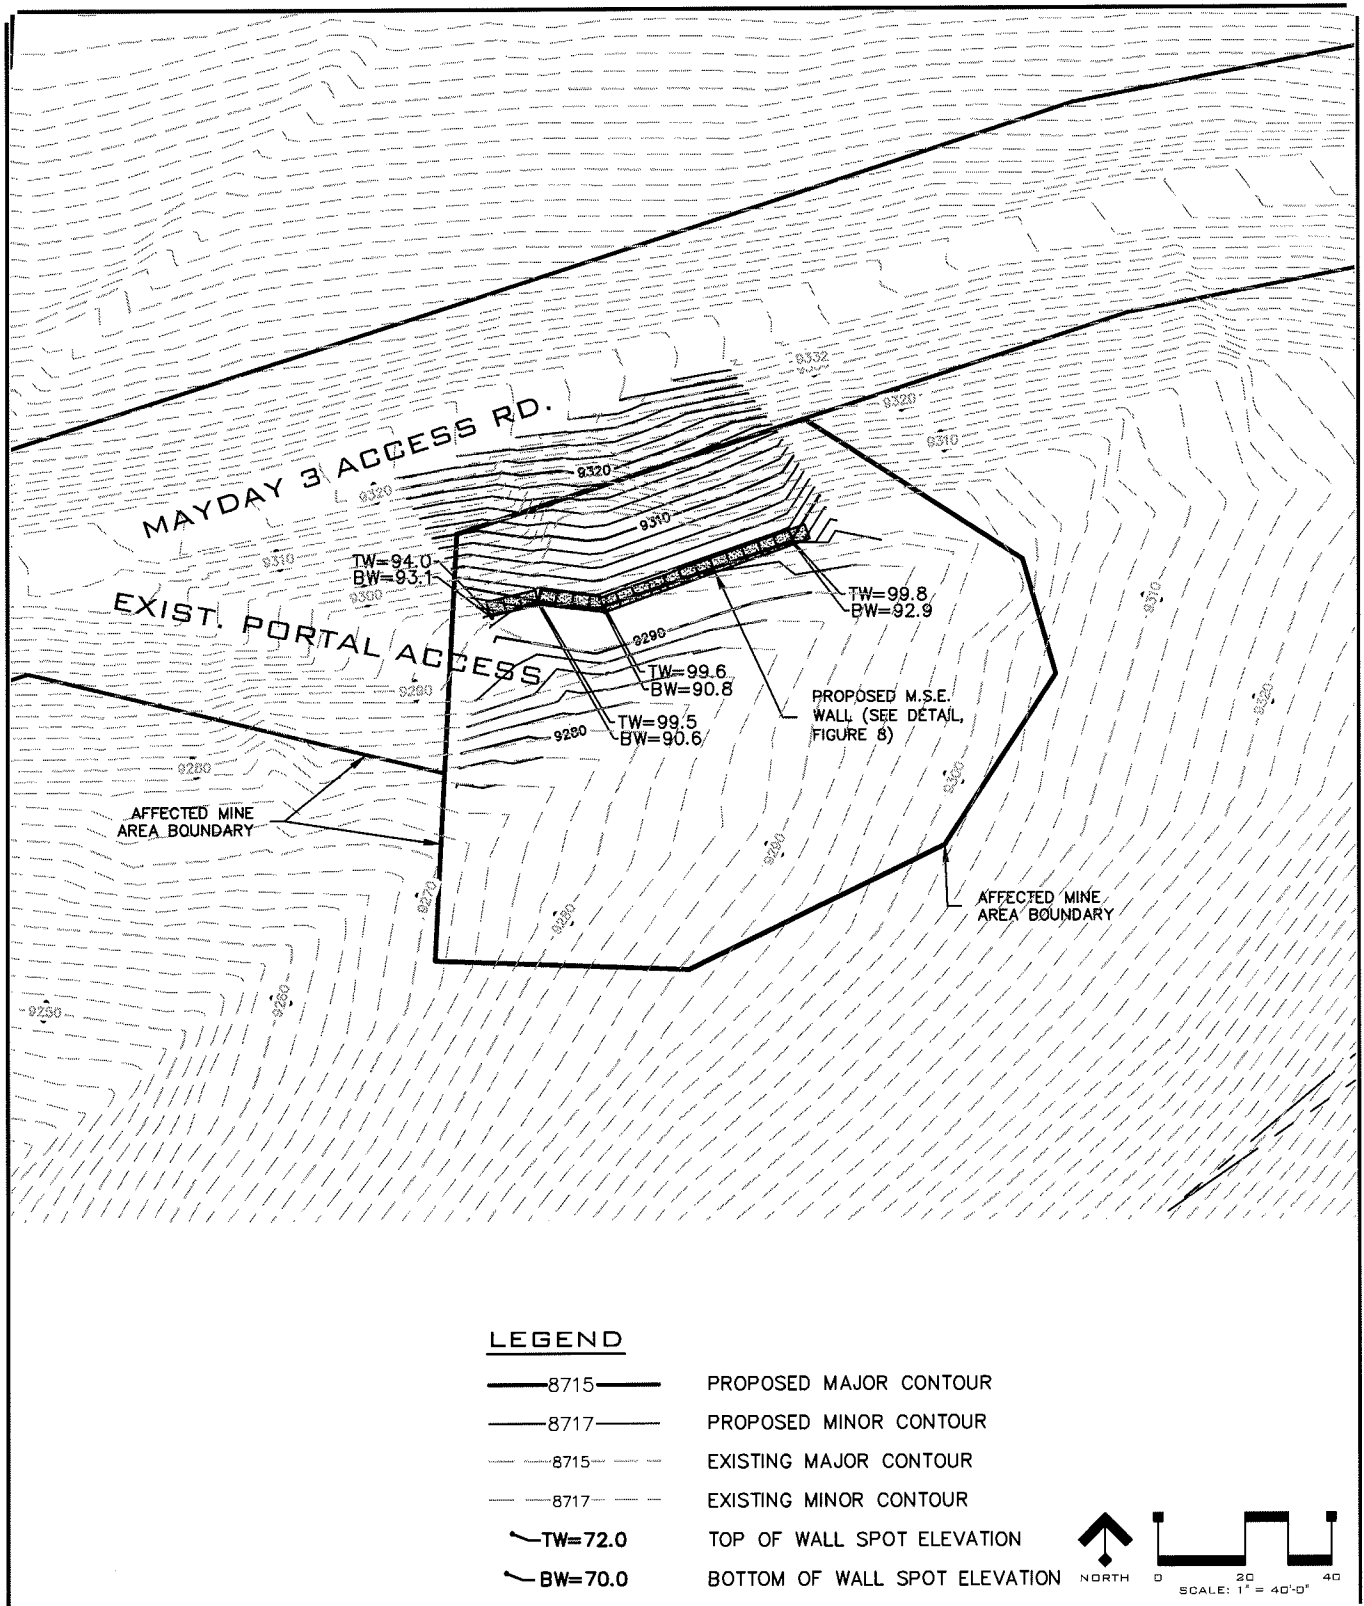 9332
9320
9310
MAYDAY 3 ACCESS RD.
9320
9320
9310
9310
TW=94.0
BW=93.1
9300
TW=99.8
BW=92.9
9310
EXIST. PORTAL ACCESS
9290
TW=99.6
BW=90.8
9290
9320
PROPOSED M.S.E.
WALL (SEE DETAIL,
FIGURE 8)
TW=99.5
BW=90.6
9280
9280
9300
AFFECTED MINE
AREA BOUNDARY
9290
9270
9280
AFFECTED MINE
AREA BOUNDARY
9260
9250
LEGEND
8715 PROPOSED MAJOR CONTOUR
8717 PROPOSED MINOR CONTOUR
8715 EXISTING MAJOR CONTOUR
8717 EXISTING MINOR CONTOUR
TW=72.0 TOP OF WALL SPOT ELEVATION
BW=70.0 BOTTOM OF WALL SPOT ELEVATION
NORTH
0 20 40
SCALE: 1" = 40'-0"